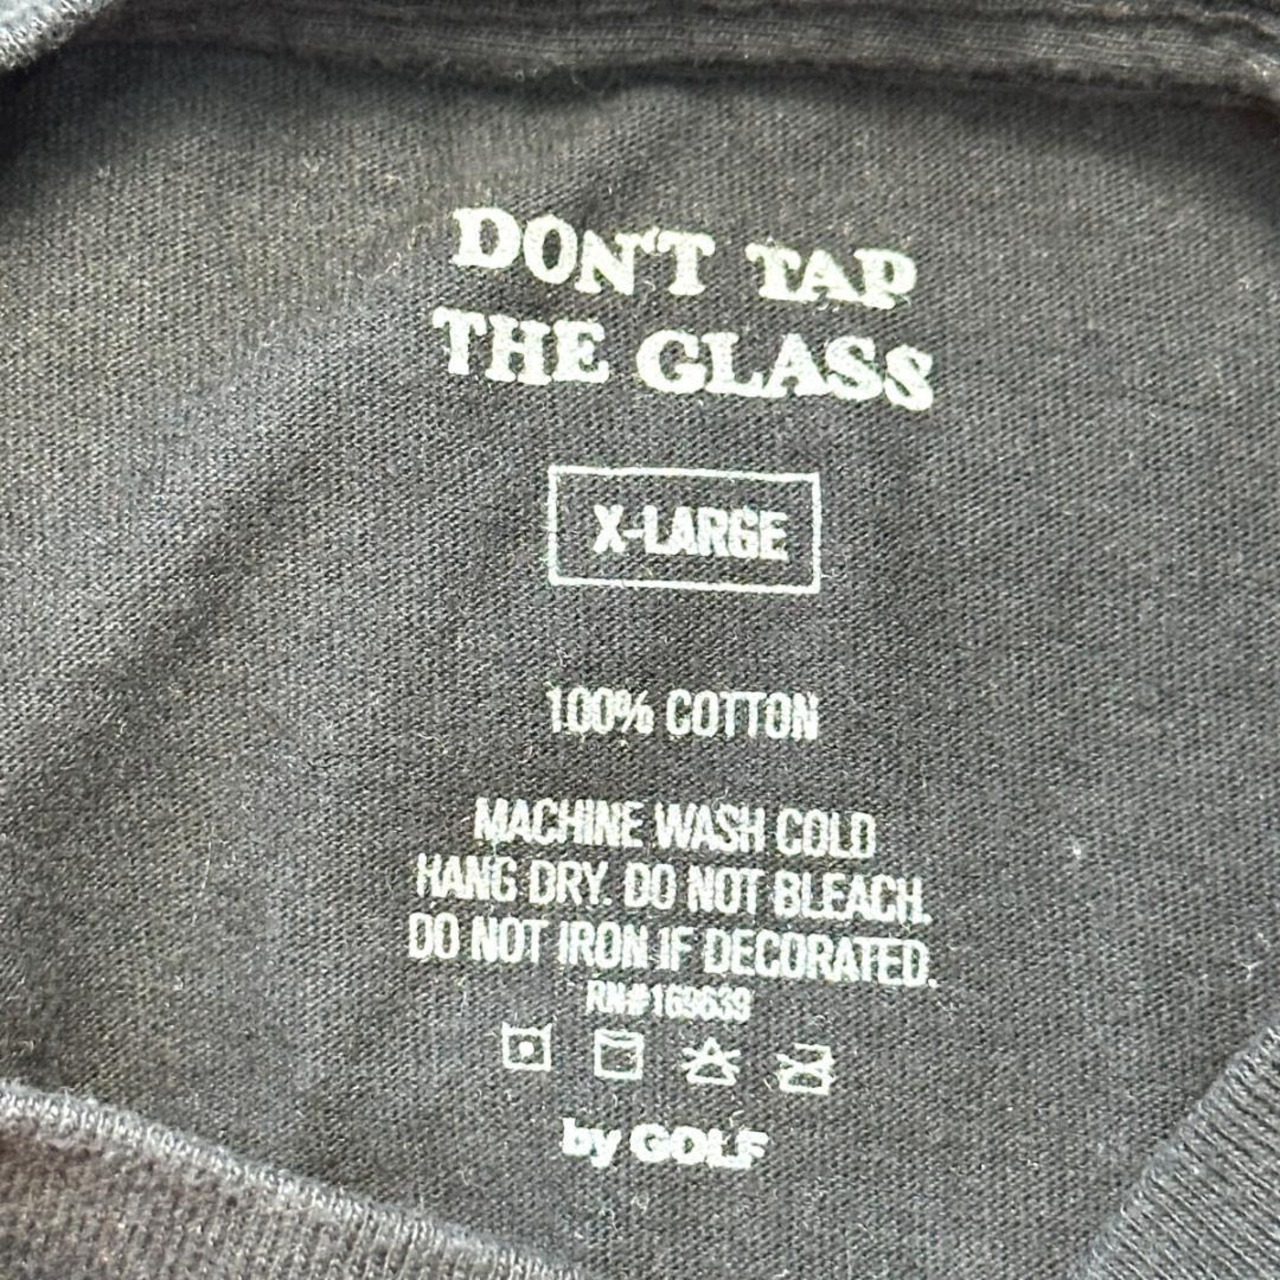 DON'T TAP
THE GLASS
X-LARGE
100% COTTON
MACHINE WASH COLD
HANG DRY. DO NOT BLEACH.
DO NOT IRON IF DECORATED.
RN#169639
by GOLF